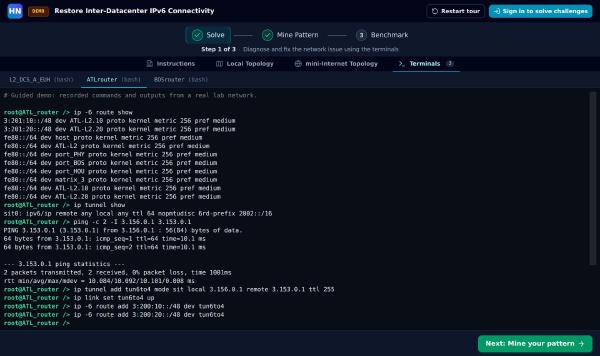 HN DEMO Restore Inter-Datacenter IPv6 Connectivity Restart tour Sign in to solve challenges
Solve Mine Pattern 3 Benchmark
Step 1 of 3 · Diagnose and fix the network issue using the terminals
Instructions Local Topology mini-Internet Topology Terminals 3
L2_DCS_A_EUH (bash) ATLrouter (bash) BOSrouter (bash)
# Guided demo: recorded commands and outputs from a real lab network.
root@ATL_router /> ip -6 route show
3:201:10::/48 dev ATL-L2.10 proto kernel metric 256 pref medium
3:201:20::/48 dev ATL-L2.20 proto kernel metric 256 pref medium
fe80::/64 dev host proto kernel metric 256 pref medium
fe80::/64 dev ATL-L2 proto kernel metric 256 pref medium
fe80::/64 dev port_PHY proto kernel metric 256 pref medium
fe80::/64 dev port_BOS proto kernel metric 256 pref medium
fe80::/64 dev port_HOU proto kernel metric 256 pref medium
fe80::/64 dev matrix_3 proto kernel metric 256 pref medium
fe80::/64 dev ATL-L2.10 proto kernel metric 256 pref medium
fe80::/64 dev ATL-L2.20 proto kernel metric 256 pref medium
root@ATL_router /> ip tunnel show
sit0: ipv6/ip remote any local any ttl 64 nopmtudisc 6rd-prefix 2002::/16
root@ATL_router /> ping -c 2 -I 3.156.0.1 3.153.0.1
PING 3.153.0.1 (3.153.0.1) from 3.156.0.1 : 56(84) bytes of data.
64 bytes from 3.153.0.1: icmp_seq=1 ttl=64 time=10.1 ms
64 bytes from 3.153.0.1: icmp_seq=2 ttl=64 time=10.1 ms
--- 3.153.0.1 ping statistics ---
2 packets transmitted, 2 received, 0% packet loss, time 1001ms
rtt min/avg/max/mdev = 10.084/10.092/10.101/0.008 ms
root@ATL_router /> ip tunnel add tun6to4 mode sit local 3.156.0.1 remote 3.153.0.1 ttl 255
root@ATL_router /> ip link set tun6to4 up
root@ATL_router /> ip -6 route add 3:200:10::/48 dev tun6to4
root@ATL_router /> ip -6 route add 3:200:20::/48 dev tun6to4
root@ATL_router />
Next: Mine your pattern →